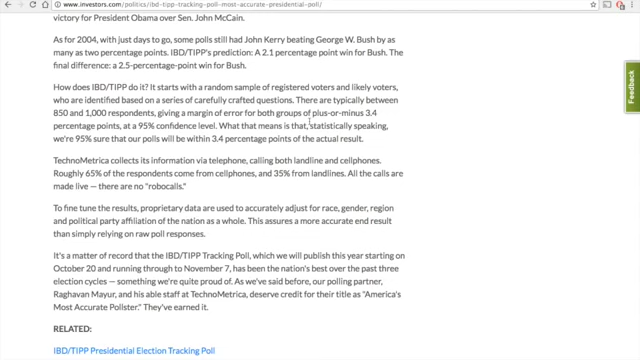 www.investors.com/politics/ibd-tipp-tracking-poll-most-accurate-presidential-poll/
victory for President Obama over Sen. John McCain.
As for 2004, with just days to go, some polls still had John Kerry beating George W. Bush by as
many as two percentage points. IBD/TIPP's prediction: A 2.1 percentage point win for Bush. The
final difference: a 2.5-percentage-point win for Bush.
How does IBD/TIPP do it? It starts with a random sample of registered voters and likely voters,
who are identified based on a series of carefully crafted questions. There are typically between
850 and 1,000 respondents, giving a margin of error for both groups of plus-or-minus 3.4
percentage points, at a 95% confidence level. What that means is that, statistically speaking,
we're 95% sure that our polls will be within 3.4 percentage points of the actual result.
TechnoMetrica collects its information via telephone, calling both landline and cellphones.
Roughly 65% of the respondents come from cellphones, and 35% from landlines. All the calls are
made live — there are no "robocalls."
To fine tune the results, proprietary data are used to accurately adjust for race, gender, region
and political party affiliation of the nation as a whole. This assures a more accurate end result
than simply relying on raw poll responses.
It's a matter of record that the IBD/TIPP Tracking Poll, which we will publish this year starting on
October 20 and running through to November 7, has been the nation's best over the past three
election cycles — something we're quite proud of. As we've said before, our polling partner,
Raghavan Mayur, and his able staff at TechnoMetrica, deserve credit for their title as "America's
Most Accurate Pollster." They've earned it.
RELATED:
IBD/TIPP Presidential Election Tracking Poll
Feedback